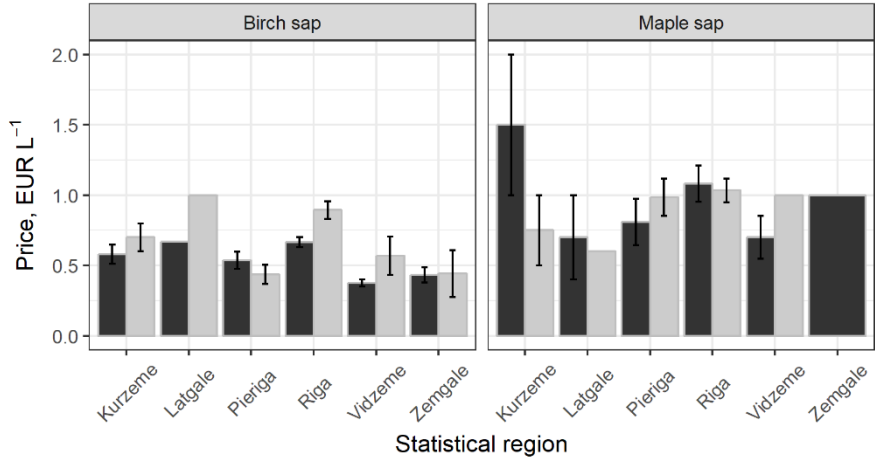 Birch sap
Maple sap
Price, EUR L⁻¹
2.0
1.5
1.0
0.5
0.0
Kurzeme
Latgale
Pieriga
Riga
Vidzeme
Zemgale
Kurzeme
Latgale
Pieriga
Riga
Vidzeme
Zemgale
Statistical region